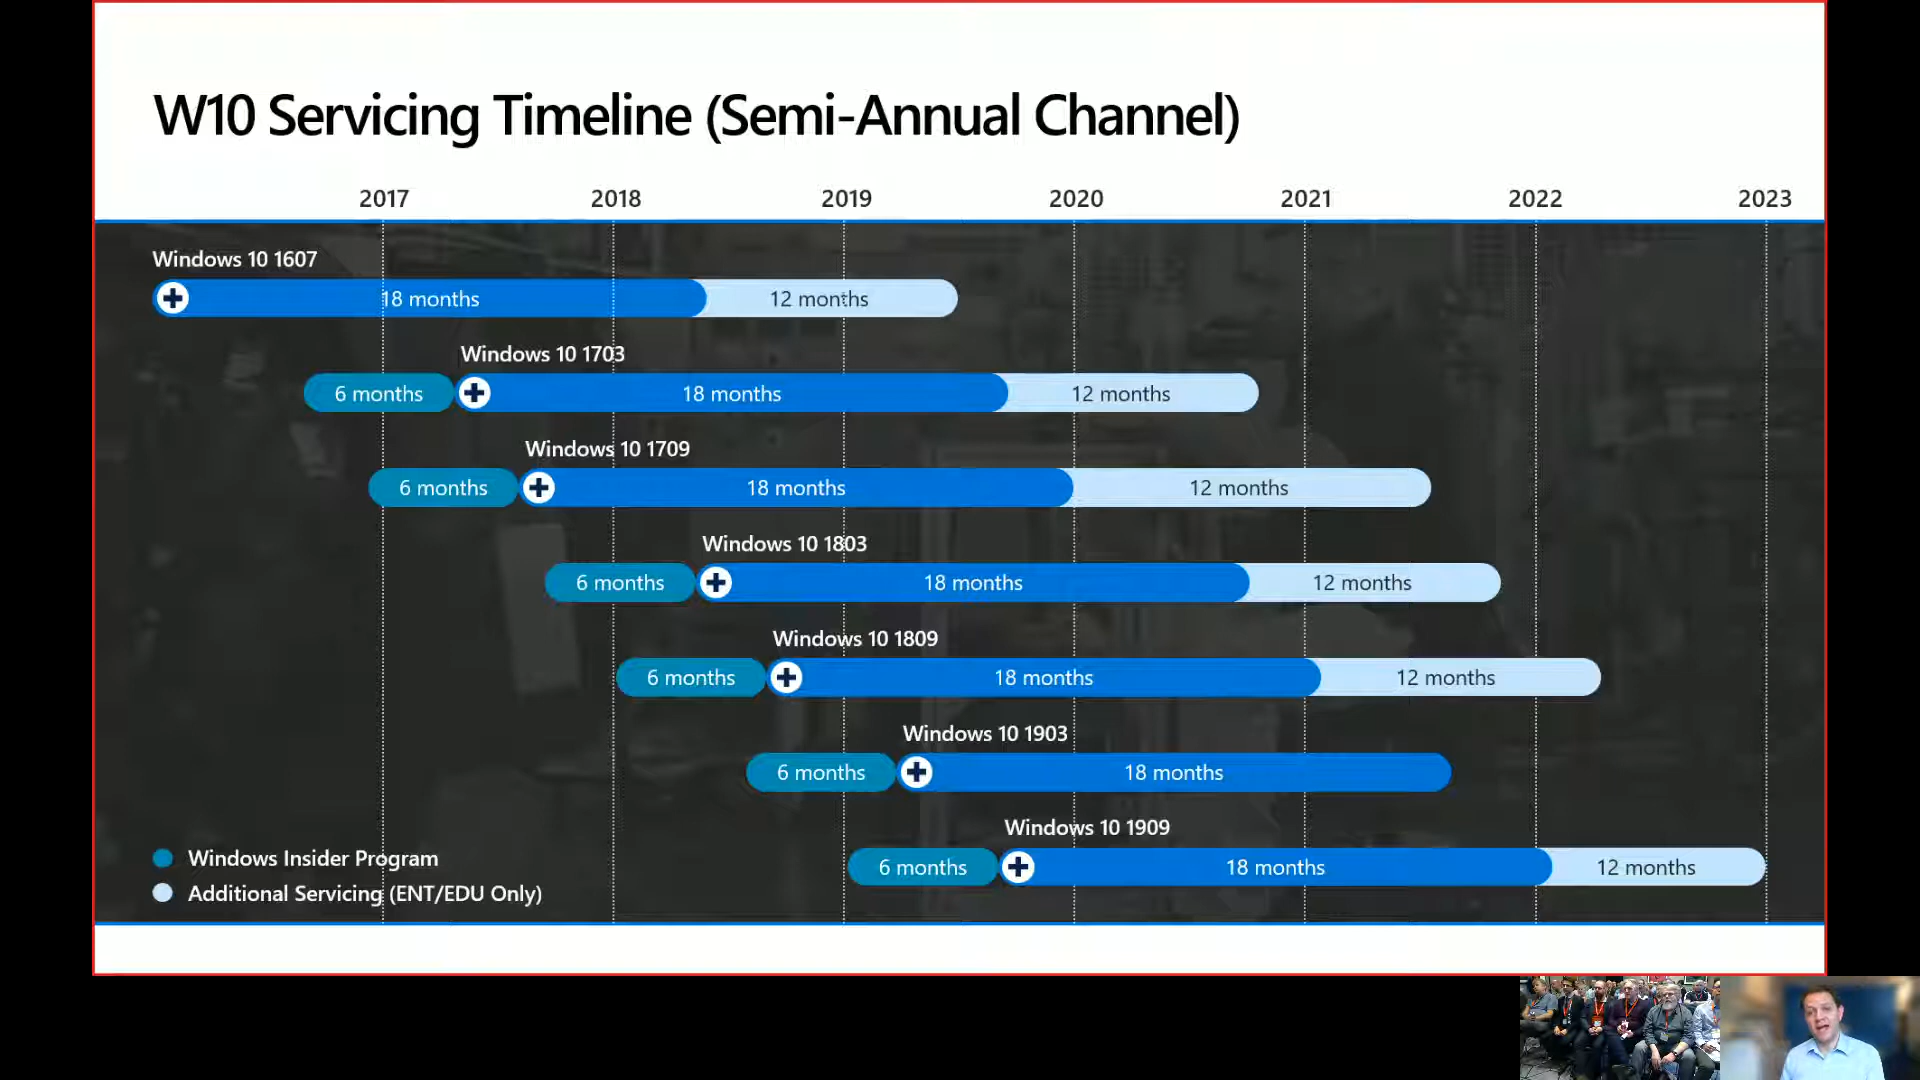 W10 Servicing Timeline (Semi-Annual Channel)
2017 2018 2019 2020 2021 2022 2023
Windows 10 1607
18 months 12 months
Windows 10 1703
6 months 18 months 12 months
Windows 10 1709
6 months 18 months 12 months
Windows 10 1803
6 months 18 months 12 months
Windows 10 1809
6 months 18 months 12 months
Windows 10 1903
6 months 18 months
Windows 10 1909
6 months 18 months 12 months
Windows Insider Program
Additional Servicing (ENT/EDU Only)